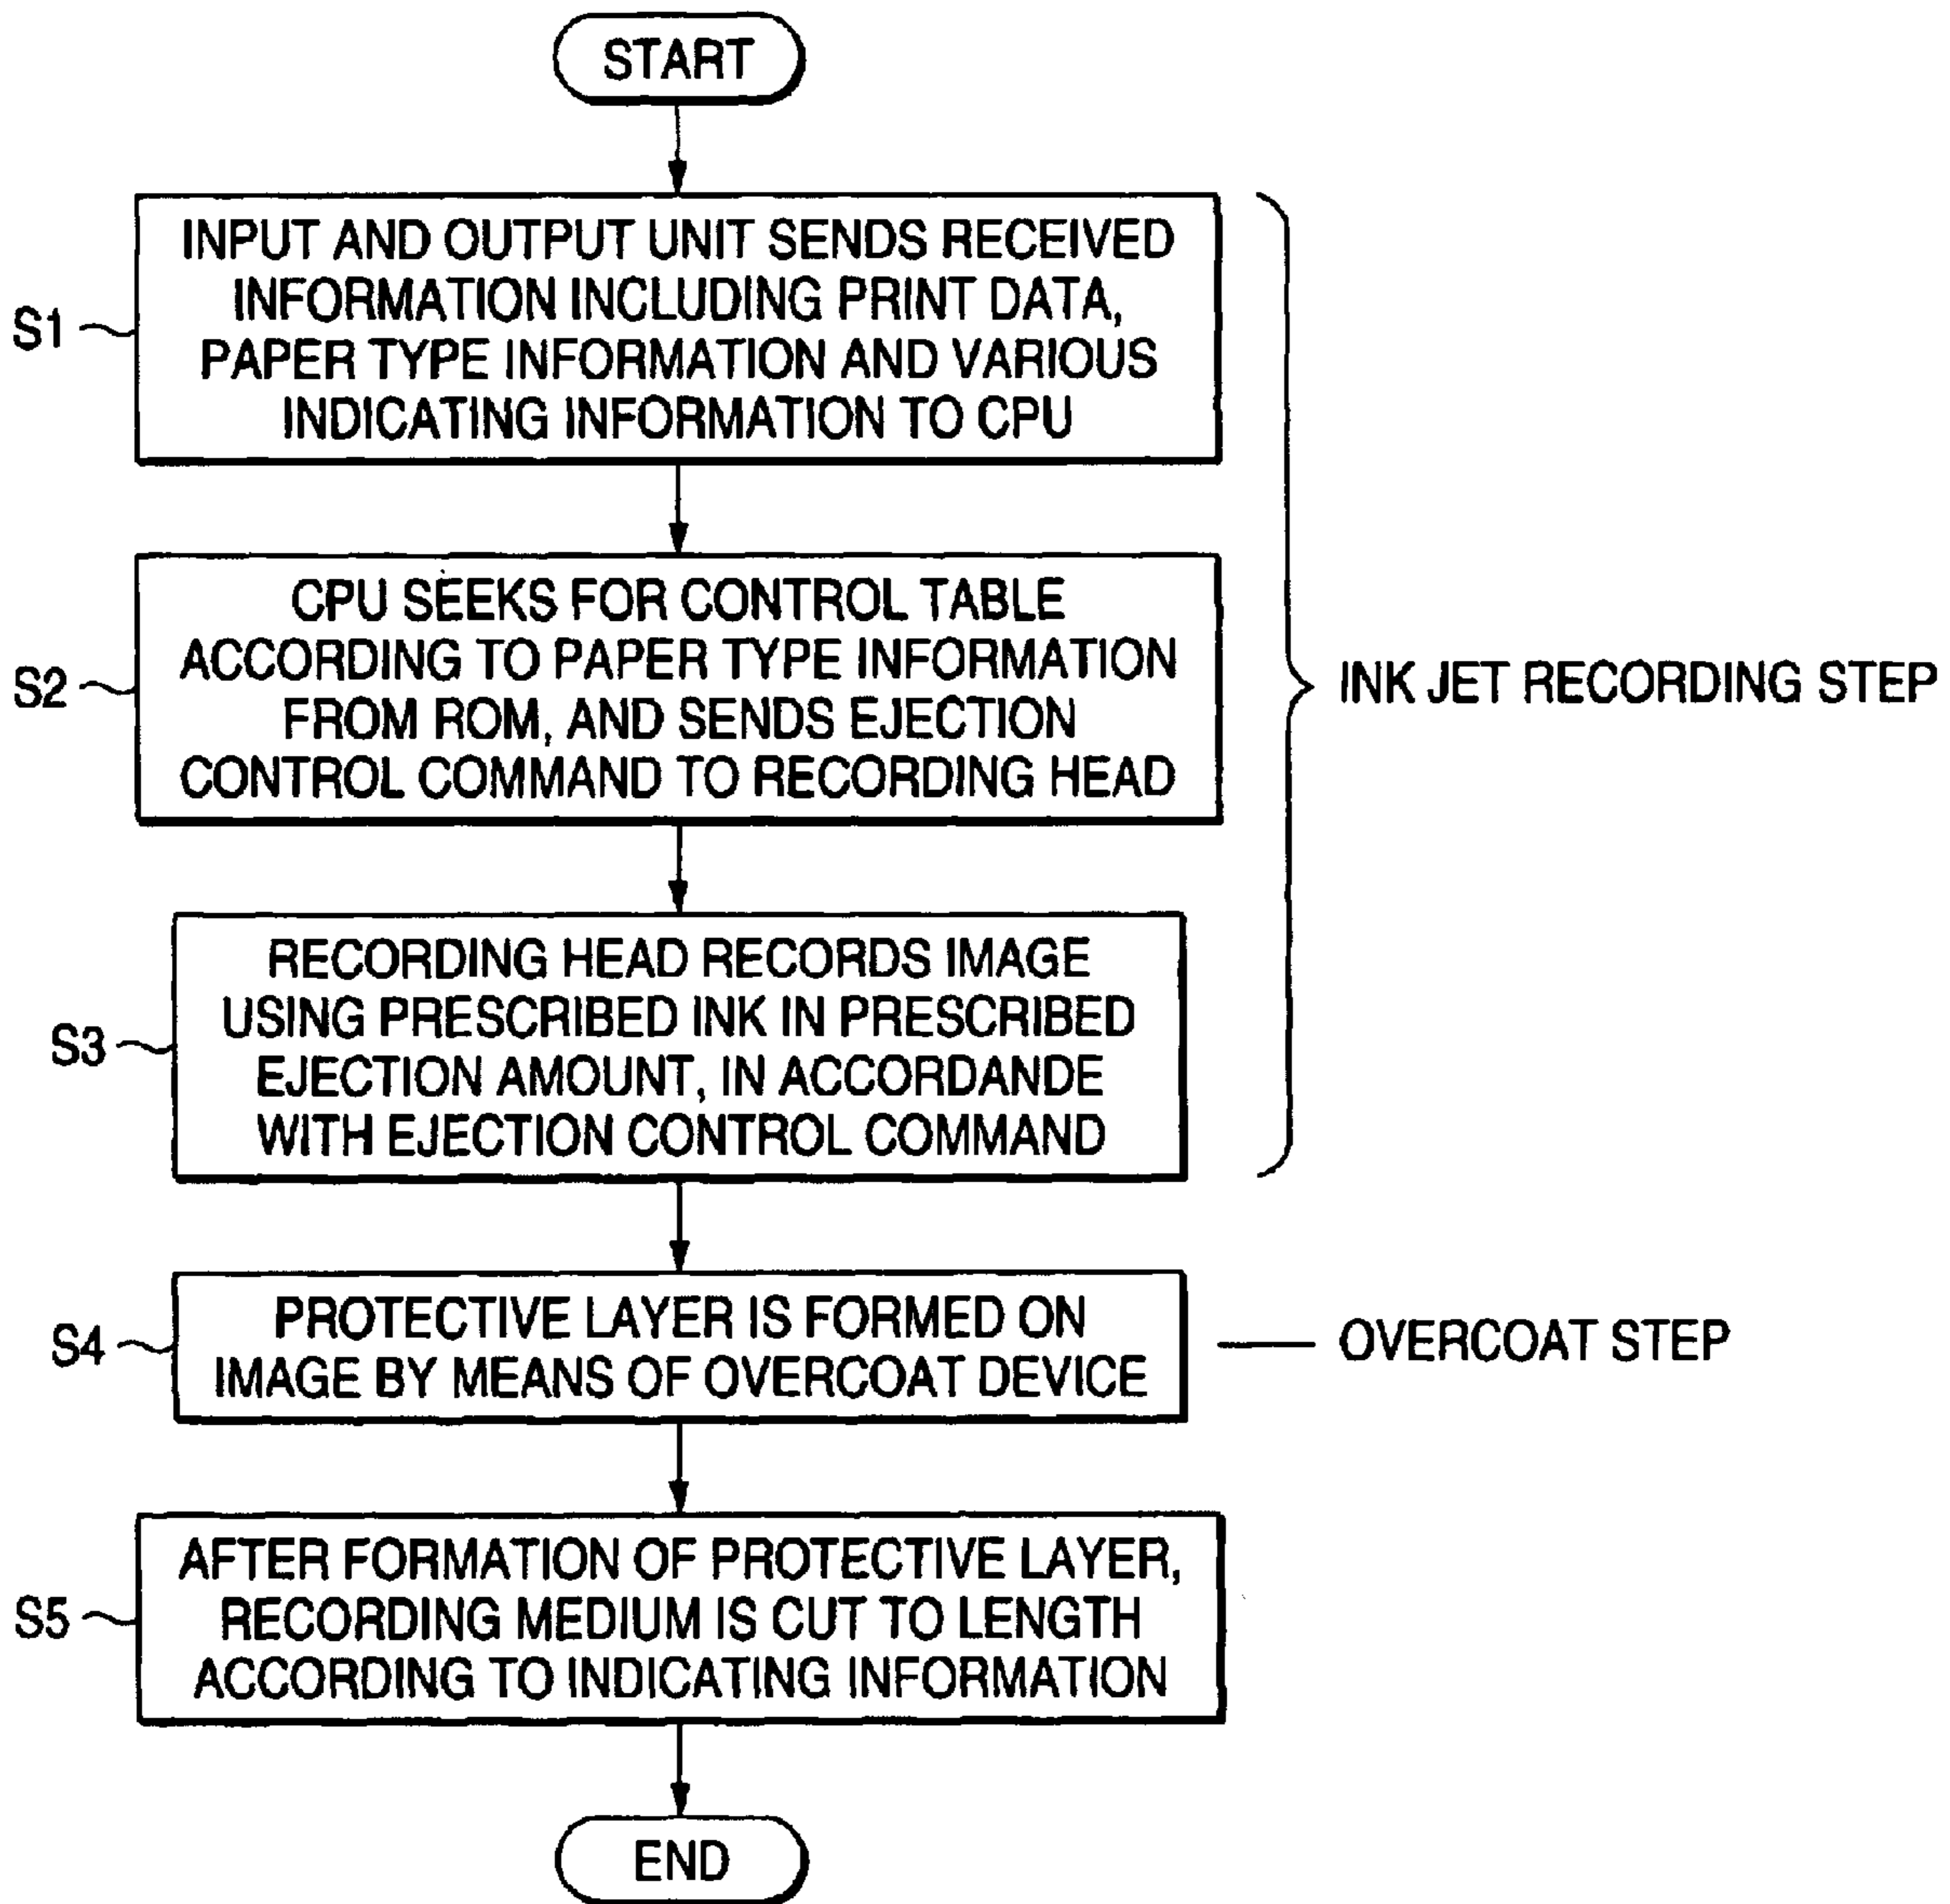 START
S1
INPUT AND OUTPUT UNIT SENDS RECEIVED
INFORMATION INCLUDING PRINT DATA,
PAPER TYPE INFORMATION AND VARIOUS
INDICATING INFORMATION TO CPU
S2
CPU SEEKS FOR CONTROL TABLE
ACCORDING TO PAPER TYPE INFORMATION
FROM ROM, AND SENDS EJECTION
CONTROL COMMAND TO RECORDING HEAD
INK JET RECORDING STEP
S3
RECORDING HEAD RECORDS IMAGE
USING PRESCRIBED INK IN PRESCRIBED
EJECTION AMOUNT, IN ACCORDANDE
WITH EJECTION CONTROL COMMAND
S4
PROTECTIVE LAYER IS FORMED ON
IMAGE BY MEANS OF OVERCOAT DEVICE
OVERCOAT STEP
S5
AFTER FORMATION OF PROTECTIVE LAYER,
RECORDING MEDIUM IS CUT TO LENGTH
ACCORDING TO INDICATING INFORMATION
END